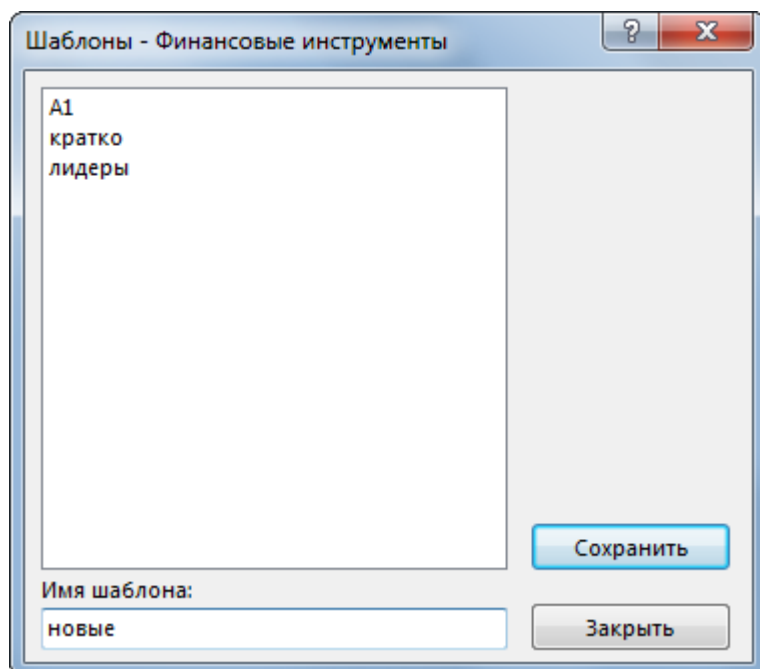 Шаблоны - Финансовые инструменты
?
A1
кратко
лидеры
Сохранить
Имя шаблона:
новые
Закрыть